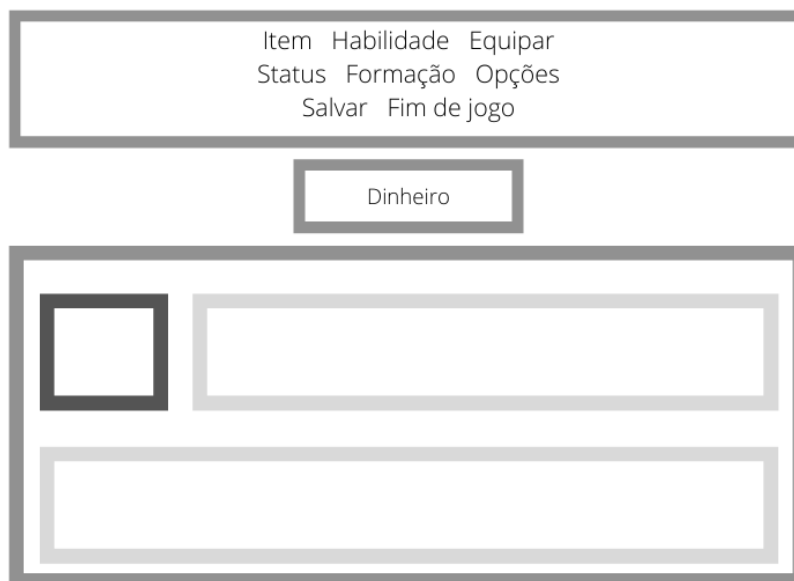 Item Habilidade Equipar
Status Formação Opções
Salvar Fim de jogo
Dinheiro